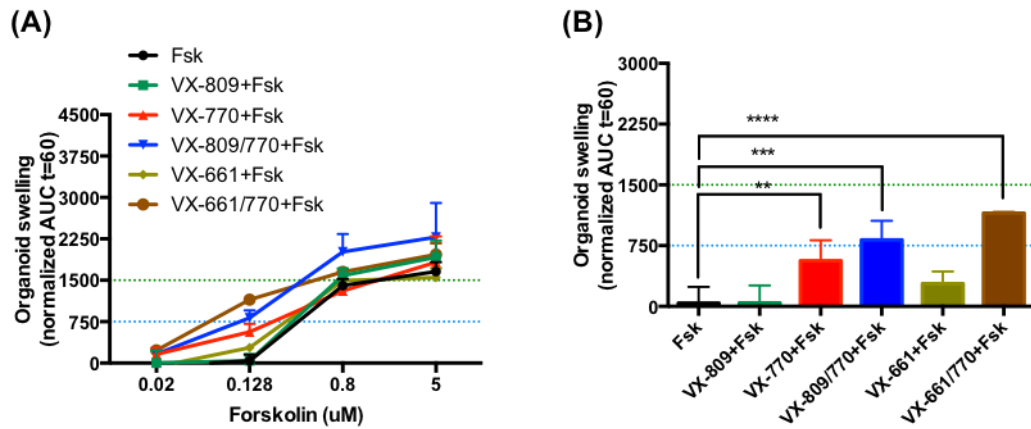 (A)
Fsk
VX-809+Fsk
VX-770+Fsk
VX-809/770+Fsk
VX-661+Fsk
VX-661/770+Fsk
Organoid swelling
(normalized AUC t=60)
4500
3750
3000
2250
1500
750
0
0.02
0.128
0.8
5
Forskolin (uM)
(B)
Organoid swelling
(normalized AUC t=60)
3000
2250
1500
750
0
****
***
**
Fsk
VX-809+Fsk
VX-770+Fsk
VX-809/770+Fsk
VX-661+Fsk
VX-661/770+Fsk